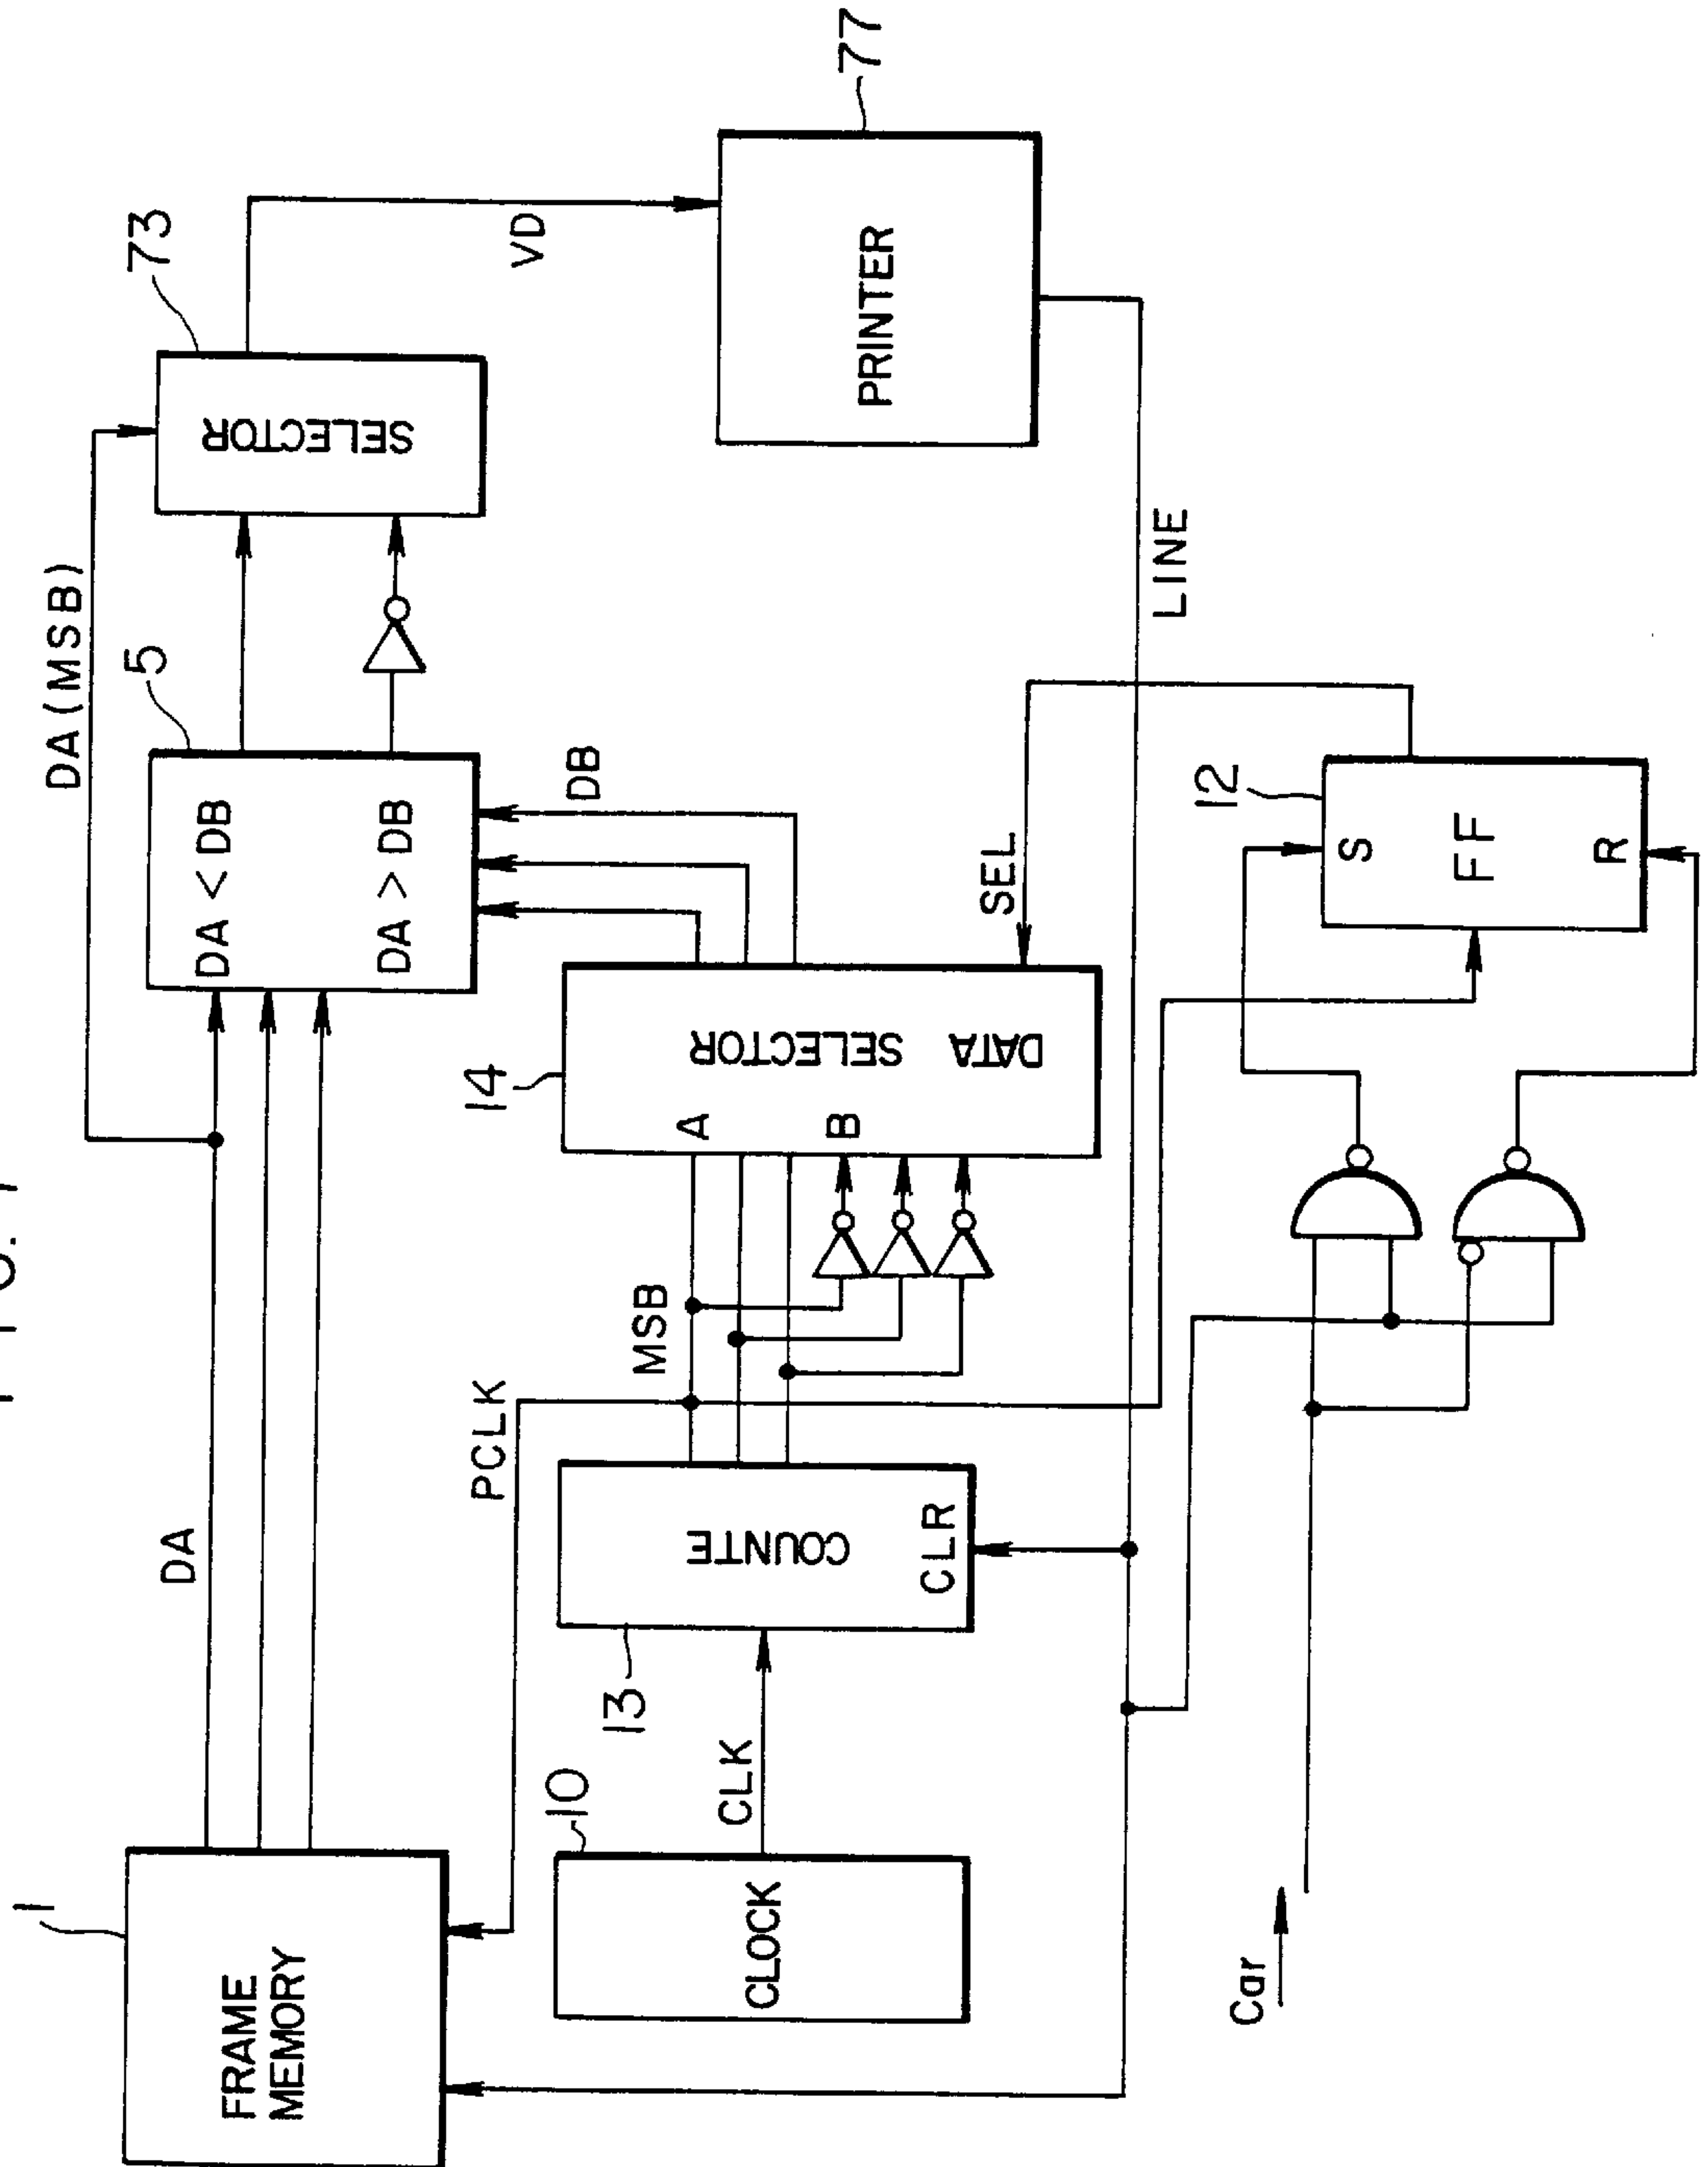 1
FRAME
MEMORY
DA
DA(MSB)
5
DA < DB
DA > DB
73
SELECTOR
VD
77
PRINTER
10
CLOCK
CLK
13
COUNTE
CLR
PCLK
MSB
14
A
B
DATA
SELECTOR
DB
SEL
LINE
12
S
FF
R
Car